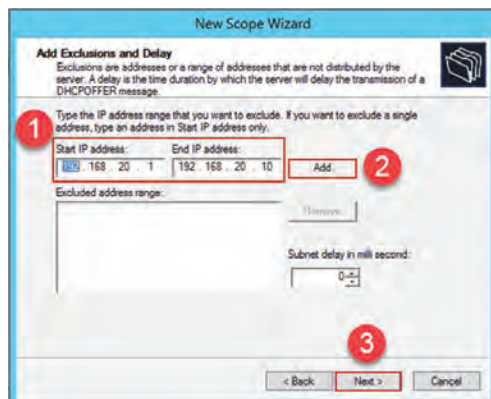 New Scope Wizard
Add Exclusions and Delay
Exclusions are addresses or a range of addresses that are not distributed by the
server. A delay is the time duration by which the server will delay the transmission of a
DHCPOFFER message.
Type the IP address range that you want to exclude. If you want to exclude a single
address, type an address in Start IP address only.
1
Start IP address: End IP address:
192 . 168 . 20 . 1 192 . 168 . 20 . 10 Add
2
Excluded address range:
Remove
Subnet delay in milli second:
0
3
< Back Next > Cancel